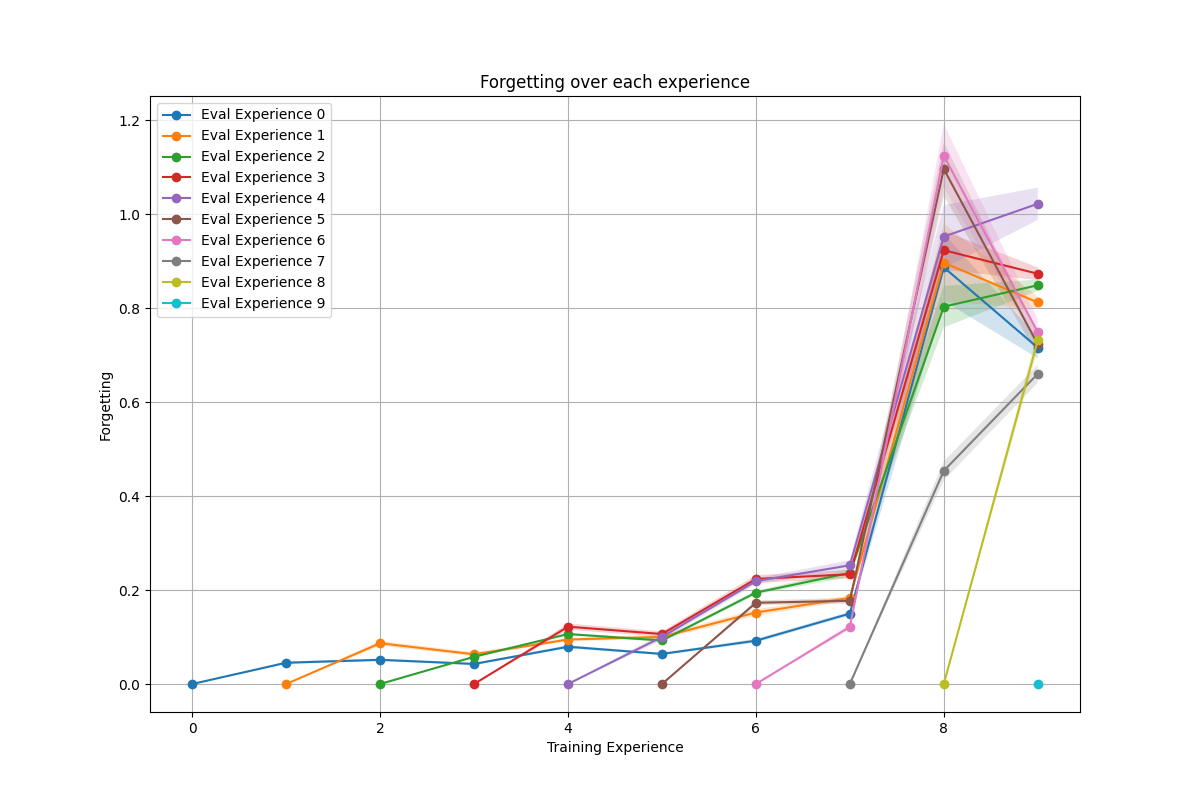 Forgetting over each experience
Eval Experience 0
Eval Experience 1
Eval Experience 2
Eval Experience 3
Eval Experience 4
Eval Experience 5
Eval Experience 6
Eval Experience 7
Eval Experience 8
Eval Experience 9
1.2
1.0
0.8
0.6
0.4
0.2
0.0
Forgetting
0 2 4 6 8
Training Experience